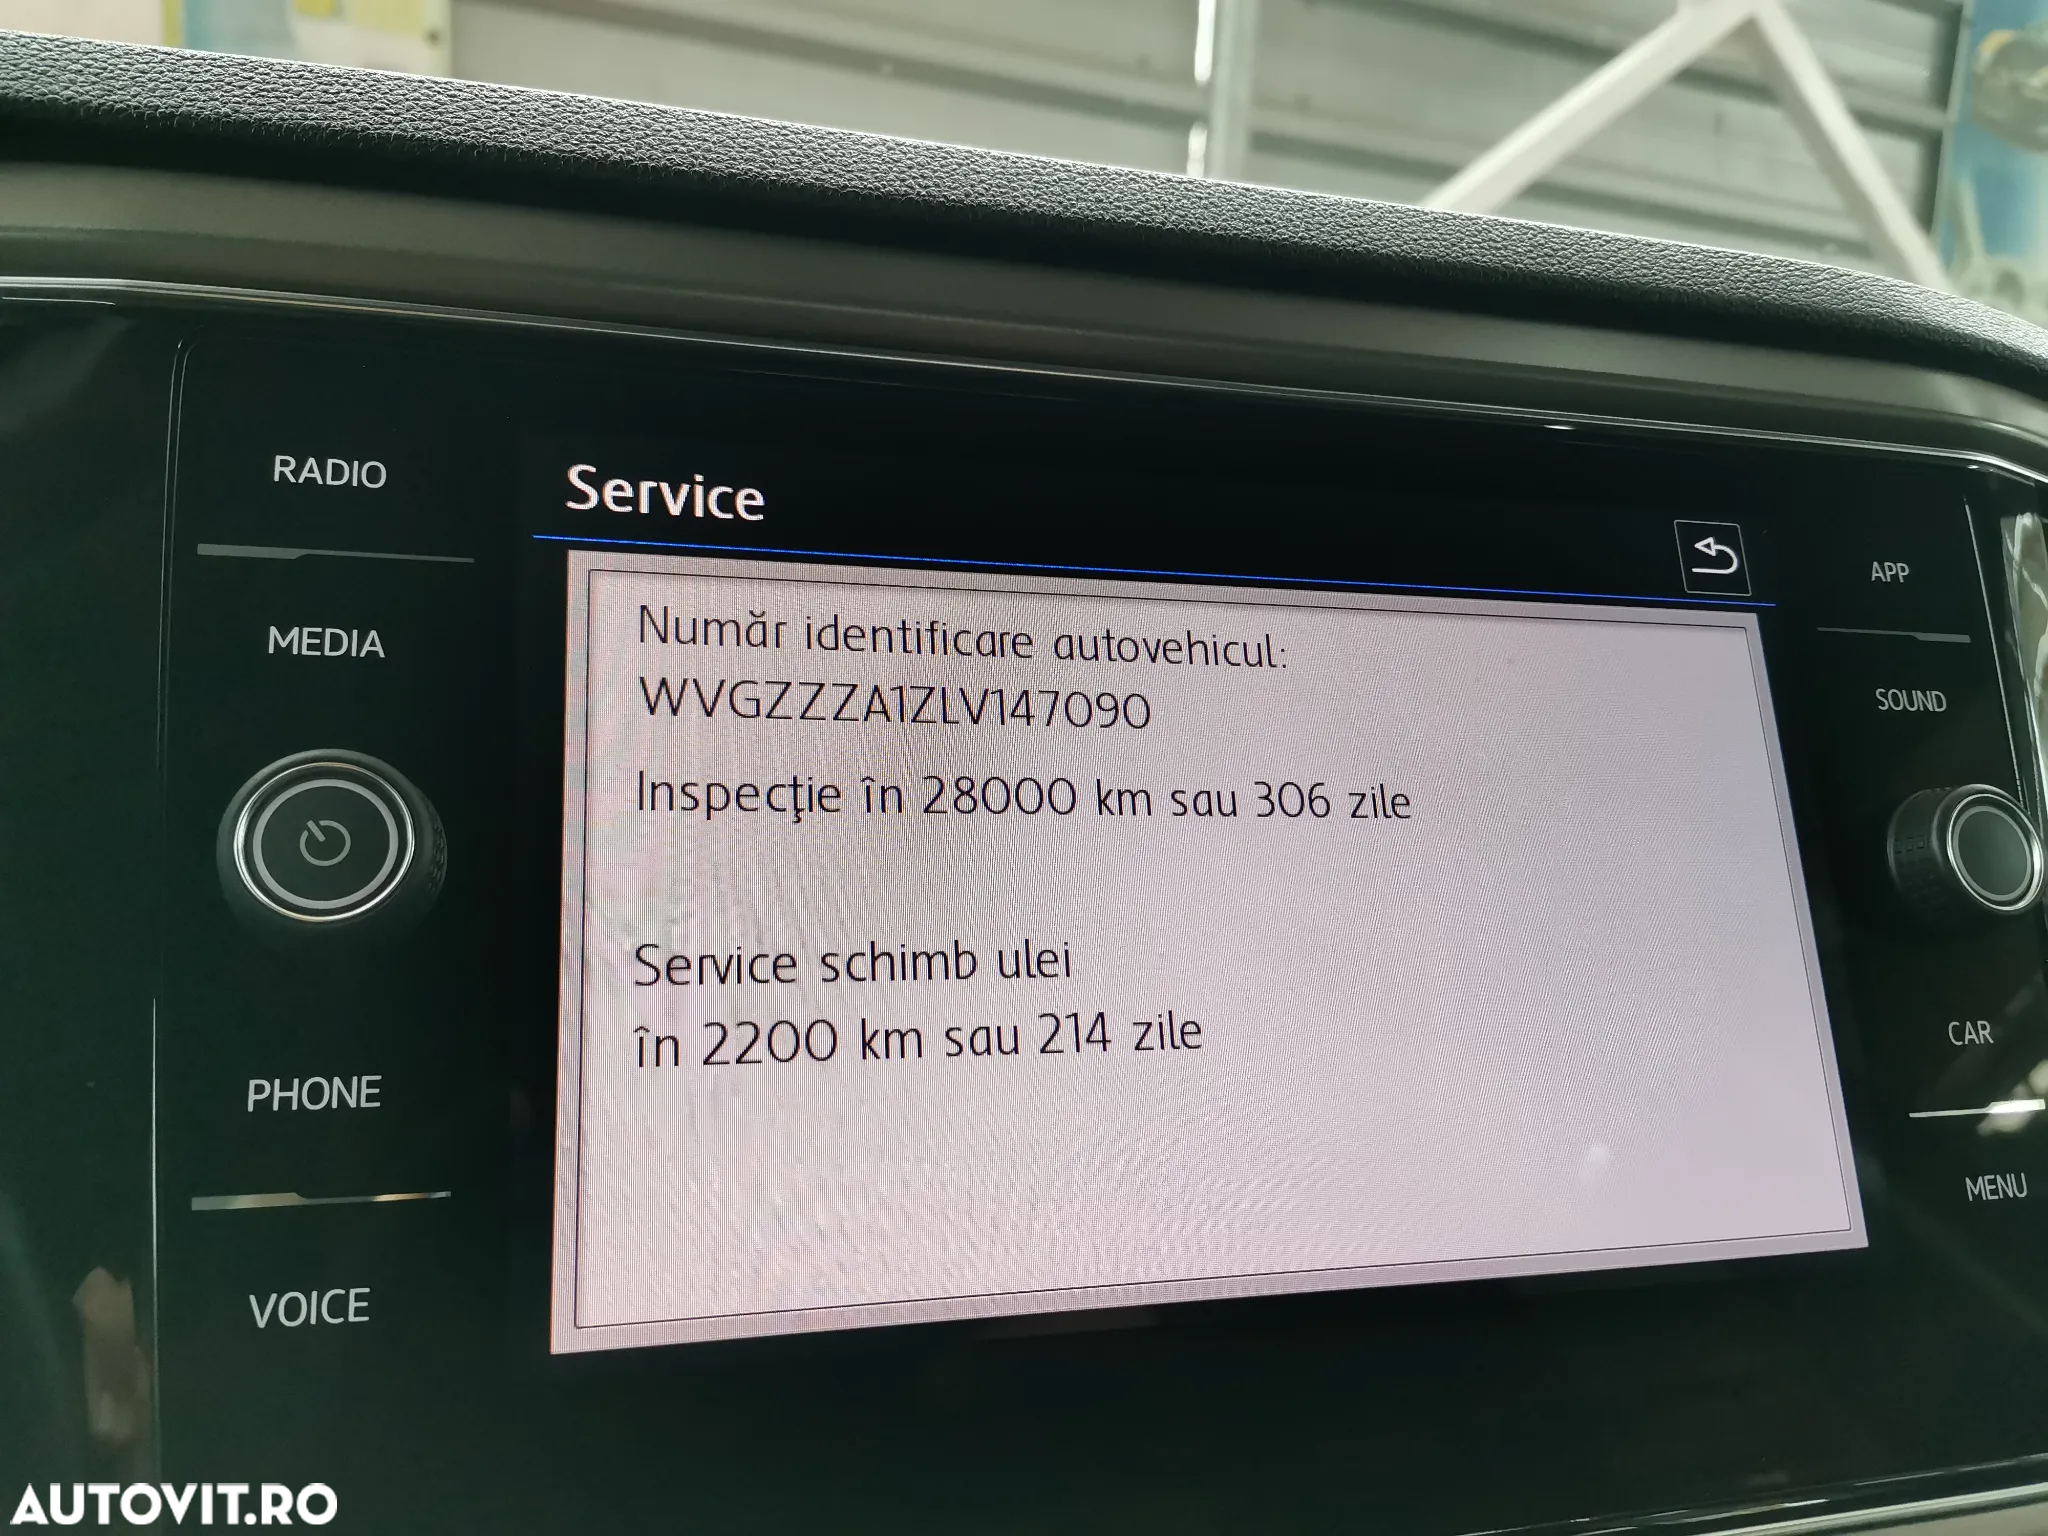 RADIO
MEDIA
PHONE
VOICE
Service
Număr identificare autovehicul:
WVGZZZA1ZLV147090
Inspecţie în 28000 km sau 306 zile
Service schimb ulei
în 2200 km sau 214 zile
APP
SOUND
CAR
MENU
AUTOVIT.RO